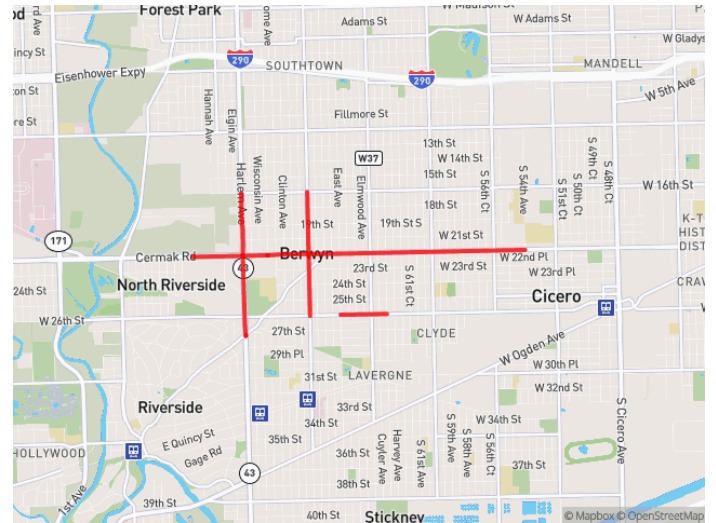 Forest Park
Adams St
W Madison St
W Adams St
W Gladys
290
SOUTHTOWN
MANDELL
Eisenhower Expy
290
W 5th Ave
Hannah Ave
Elgin Ave
Fillmore St
13th St
W 14th St
15th St
W37
S 49th Ct
S 48th Ct
S 50th Ct
S 51st Ct
S 54th Ave
S 56th Ct
Harlem Ave
Wisconsin Ave
Clinton Ave
East Ave
Elmwood Ave
W 16th St
18th St
19th St
19th St S
W 21st St
171
Cermak Rd
Berwyn
43
W 22nd Pl
23rd St
W 23rd St
W 23rd Pl
S 61st Ct
24th St
24th St
25th St
North Riverside
Cicero
W 26th St
27th St
CLYDE
W Ogden Ave
29th Pl
W 30th Pl
31st St
LAVERGNE
W 32nd St
Riverside
33rd St
34th St
W 34th St
E Quincy St
35th St
Gage Rd
HOLLYWOOD
36th St
Harvey Ave
Cuyler Ave
S 61st Ave
S 59th Ave
S 58th Ave
S 56th Ct
S Cicero Ave
37th St
43
38th St
1st Ave
39th St
40th St
Stickney
© Mapbox © OpenStreetMap